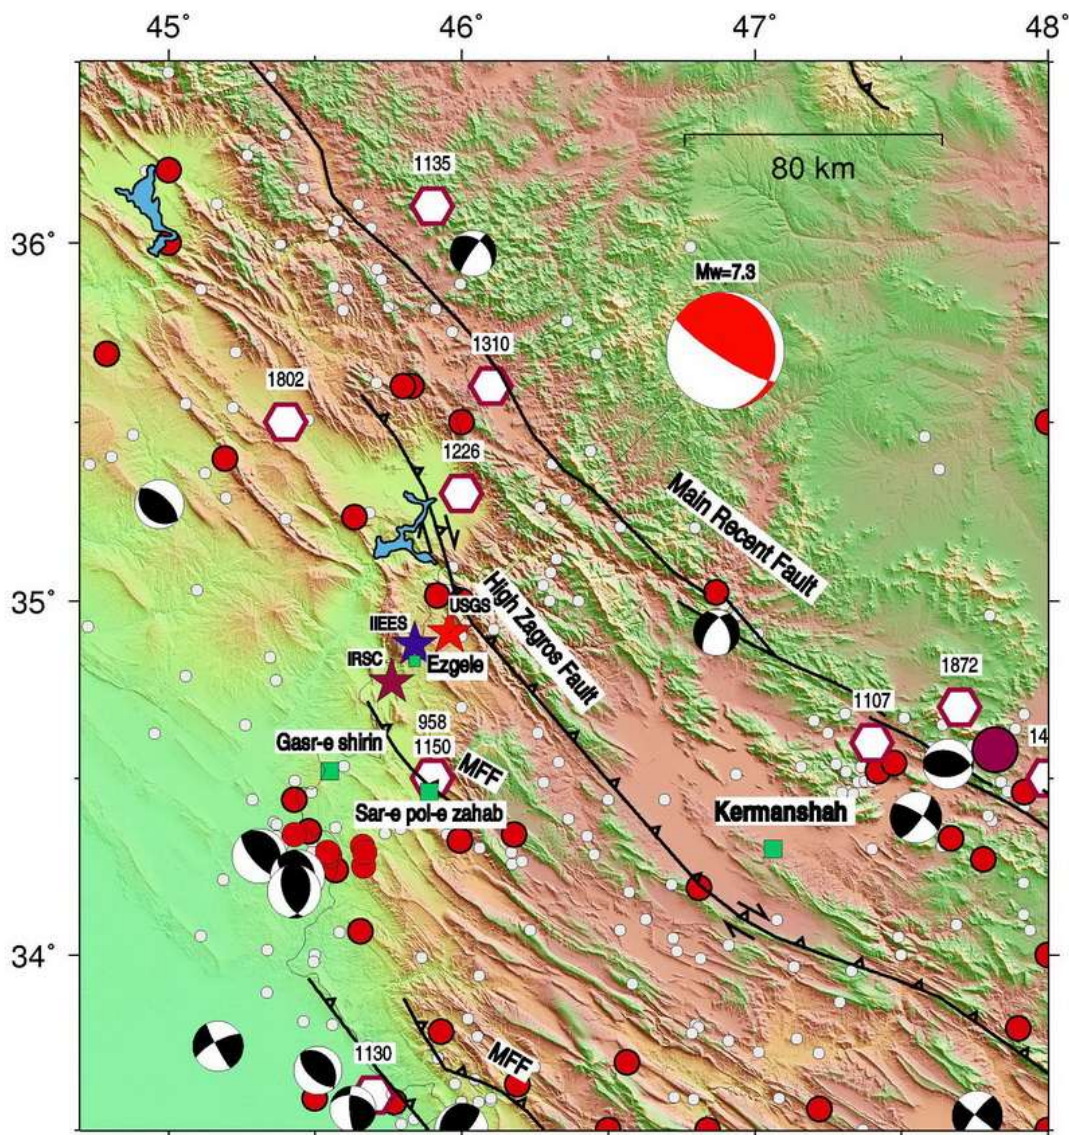 45° 46° 47° 48°
80 km
1135
36°
Mw=7.3
1310
1802
1226
Main Recent Fault
35°
High Zagros Fault
USGS
IIEES
Ezgele
IRSC
1872
1107
958
1150
14
Gasr-e shirin
MFF
Sar-e pol-e zahab
Kermanshah
34°
MFF
1130